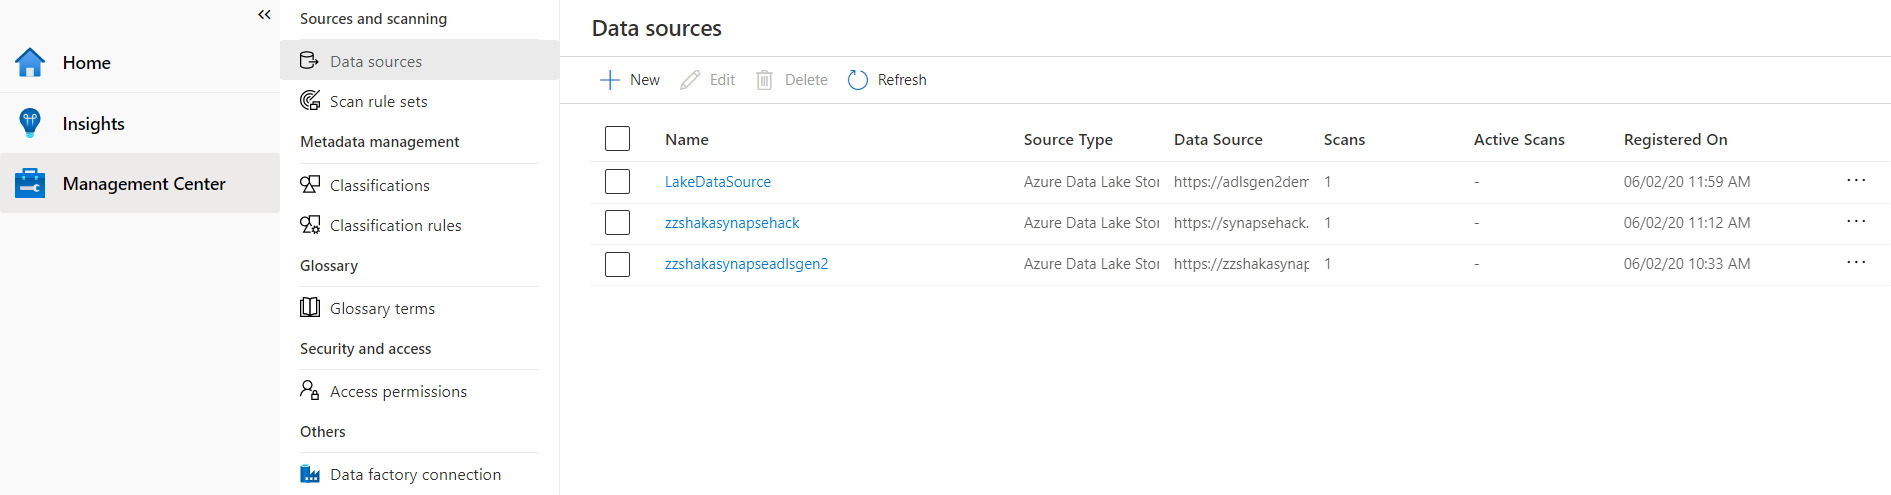 Home
Insights
Management Center
Sources and scanning
Data sources
Scan rule sets
Metadata management
Classifications
Classification rules
Glossary
Glossary terms
Security and access
Access permissions
Others
Data factory connection
Data sources
New Edit Delete Refresh
Name Source Type Data Source Scans Active Scans Registered On
LakeDataSource Azure Data Lake Stor https://adlsgen2dem 1 - 06/02/20 11:59 AM ...
zzshakasynapsehack Azure Data Lake Stor https://synapsehack. 1 - 06/02/20 11:12 AM ...
zzshakasynapseadlsgen2 Azure Data Lake Stor https://zzshakasynap 1 - 06/02/20 10:33 AM ...